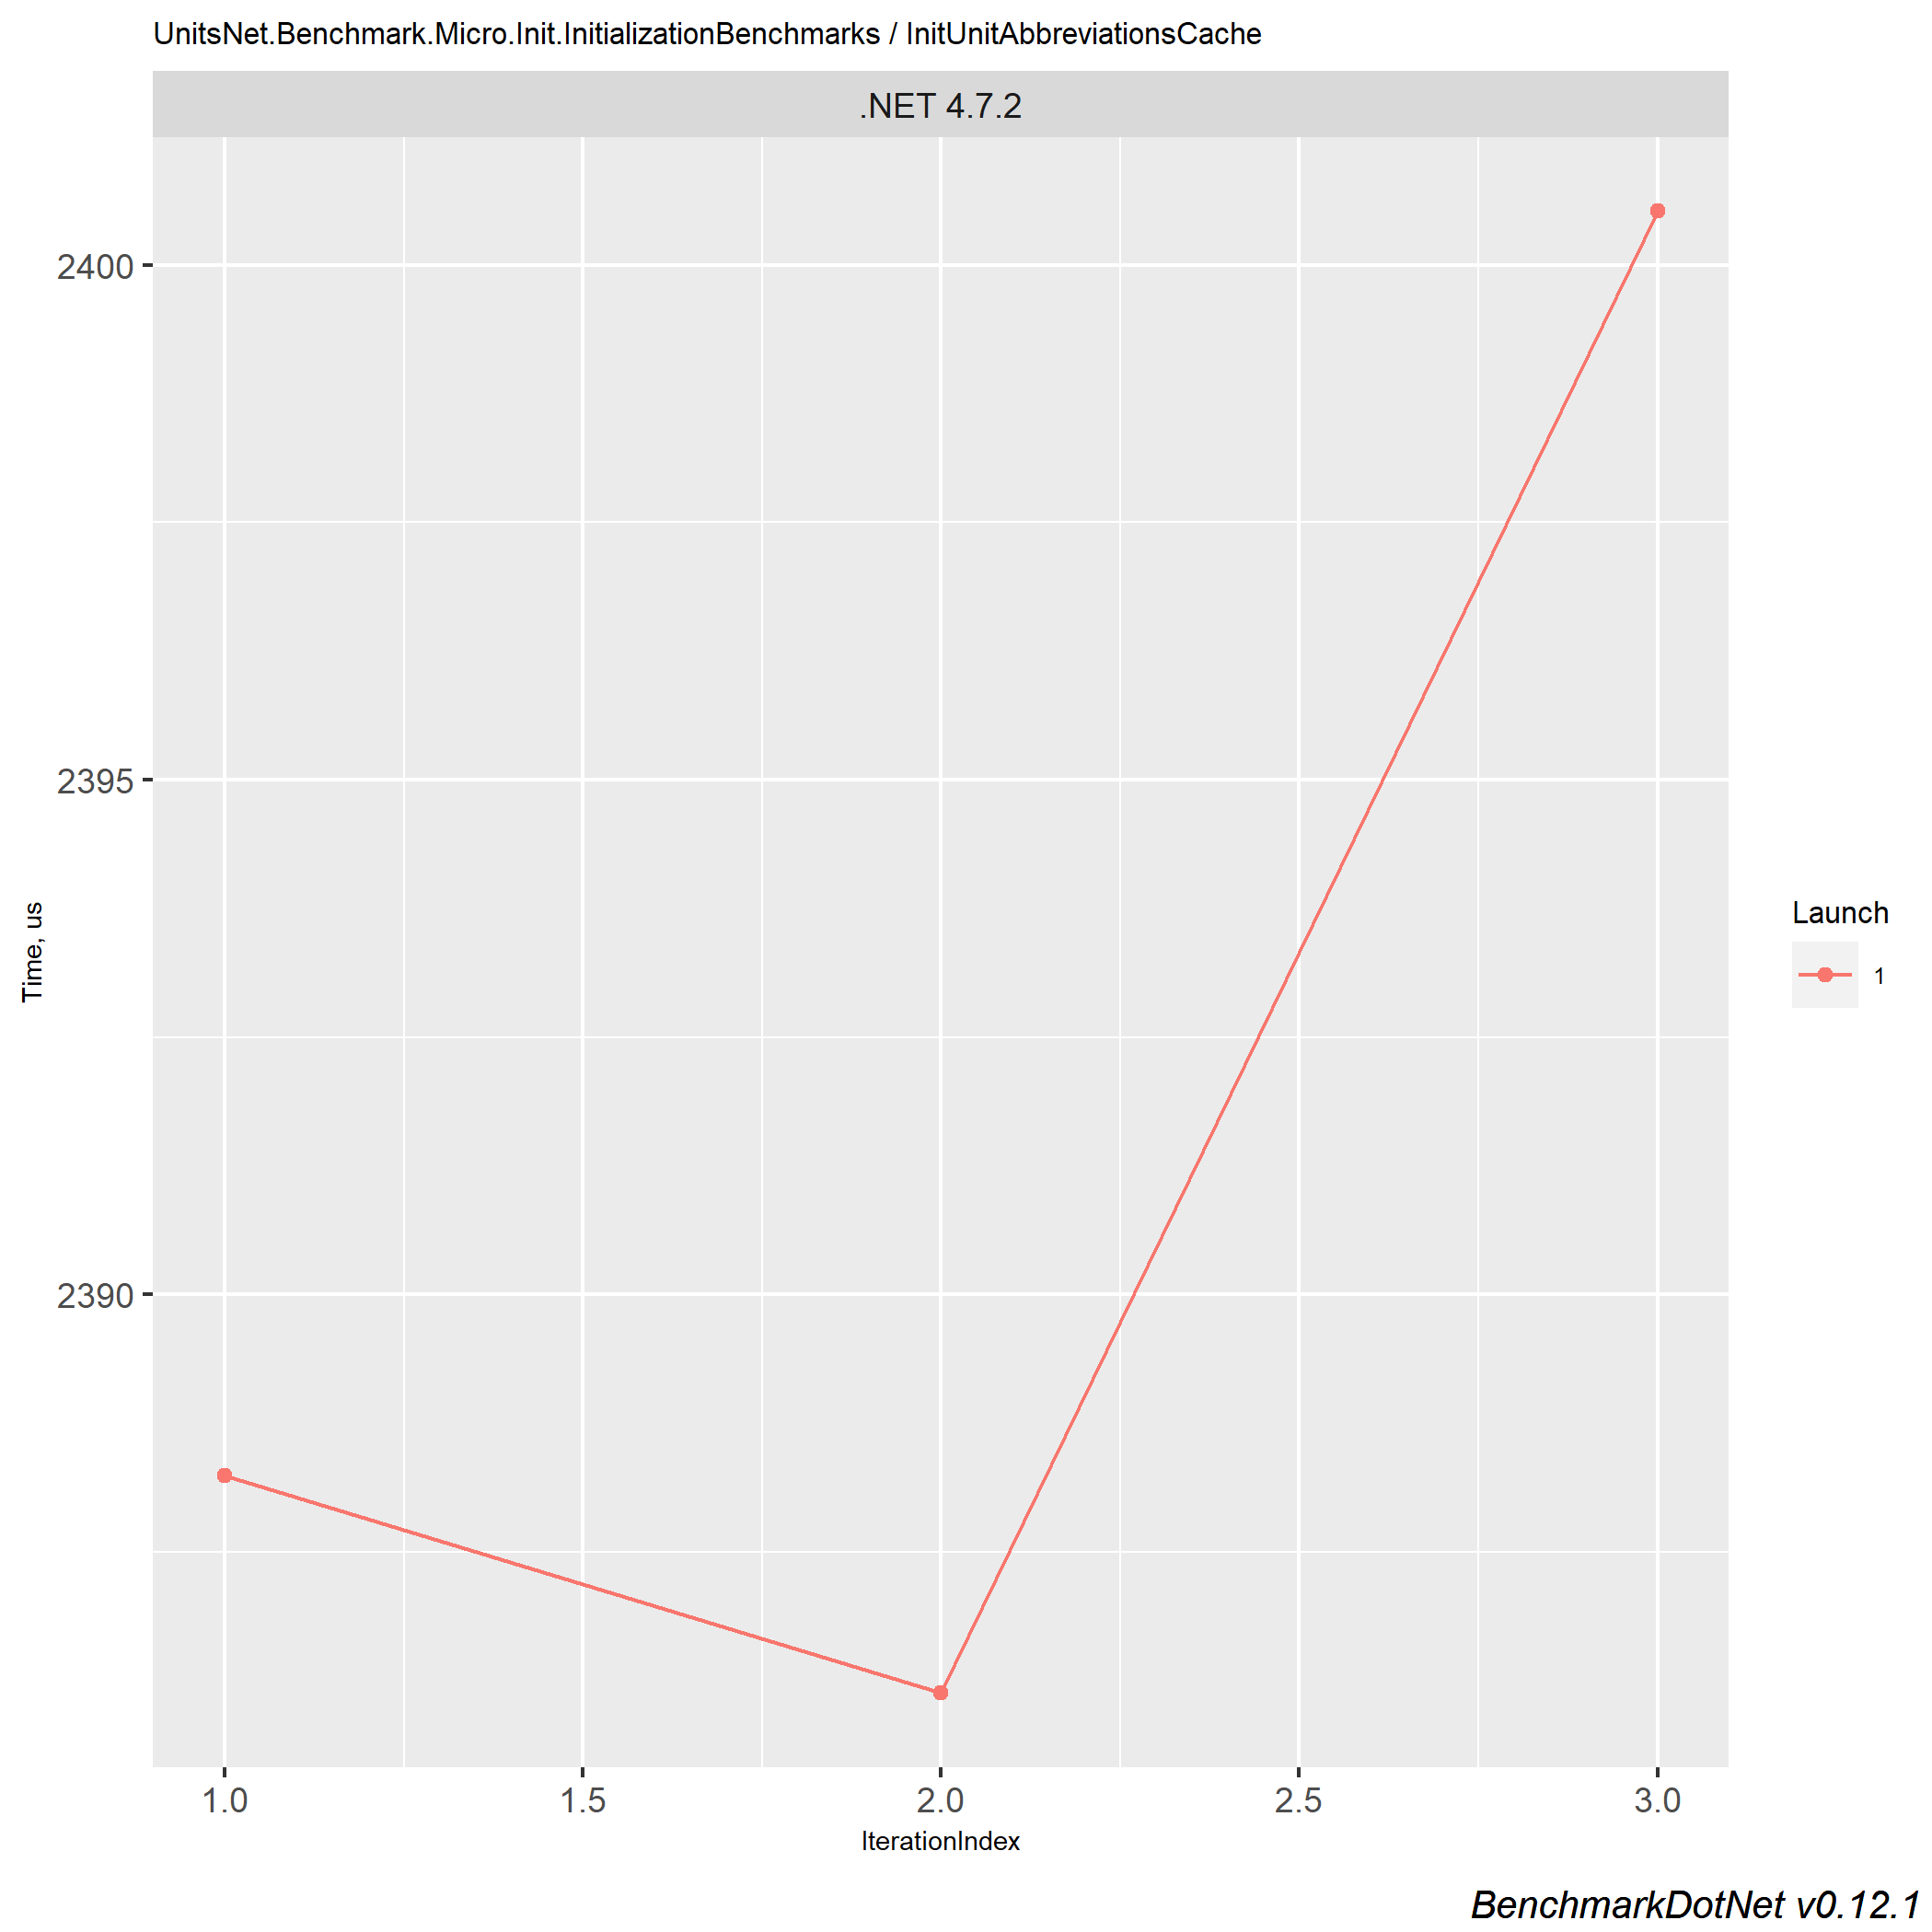 UnitsNet.Benchmark.Micro.Init.InitializationBenchmarks / InitUnitAbbreviationsCache
.NET 4.7.2
2400
2395
2390
Time, us
Launch
1
1.0 1.5 2.0 2.5 3.0
IterationIndex
BenchmarkDotNet v0.12.1